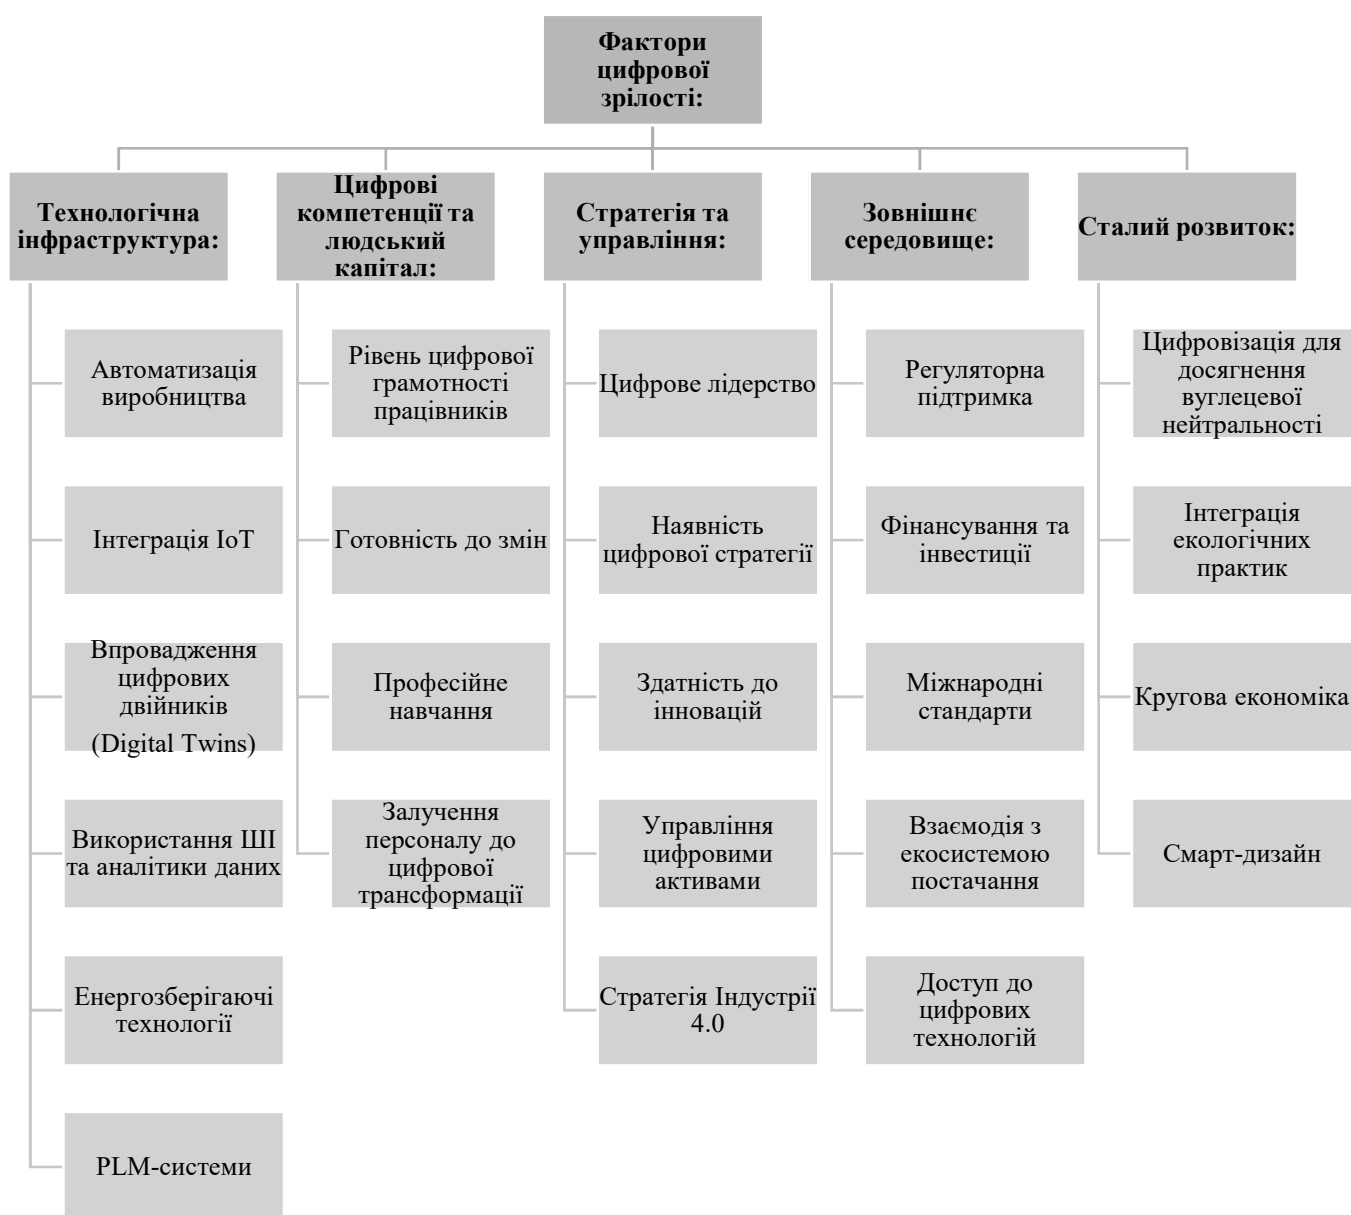 Фактори
цифрової
зрілості:
Технологічна
інфраструктура:
Автоматизація
виробництва
Інтеграція IoT
Впровадження
цифрових
двійників
(Digital Twins)
Використання ШІ
та аналітики даних
Енергозберігаючі
технології
PLM-системи
Цифрові
компетенції та
людський
капітал:
Рівень цифрової
грамотності
працівників
Готовність до змін
Професійне
навчання
Залучення
персоналу до
цифрової
трансформації
Стратегія та
управління:
Цифрове лідерство
Наявність
цифрової стратегії
Здатність до
інновацій
Управління
цифровими
активами
Стратегія Індустрії
4.0
Зовнішнє
середовище:
Регуляторна
підтримка
Фінансування та
інвестиції
Міжнародні
стандарти
Взаємодія з
екосистемою
постачання
Доступ до
цифрових
технологій
Сталий розвиток:
Цифровізація для
досягнення
вуглецевої
нейтральності
Інтеграція
екологічних
практик
Кругова економіка
Смарт-дизайн